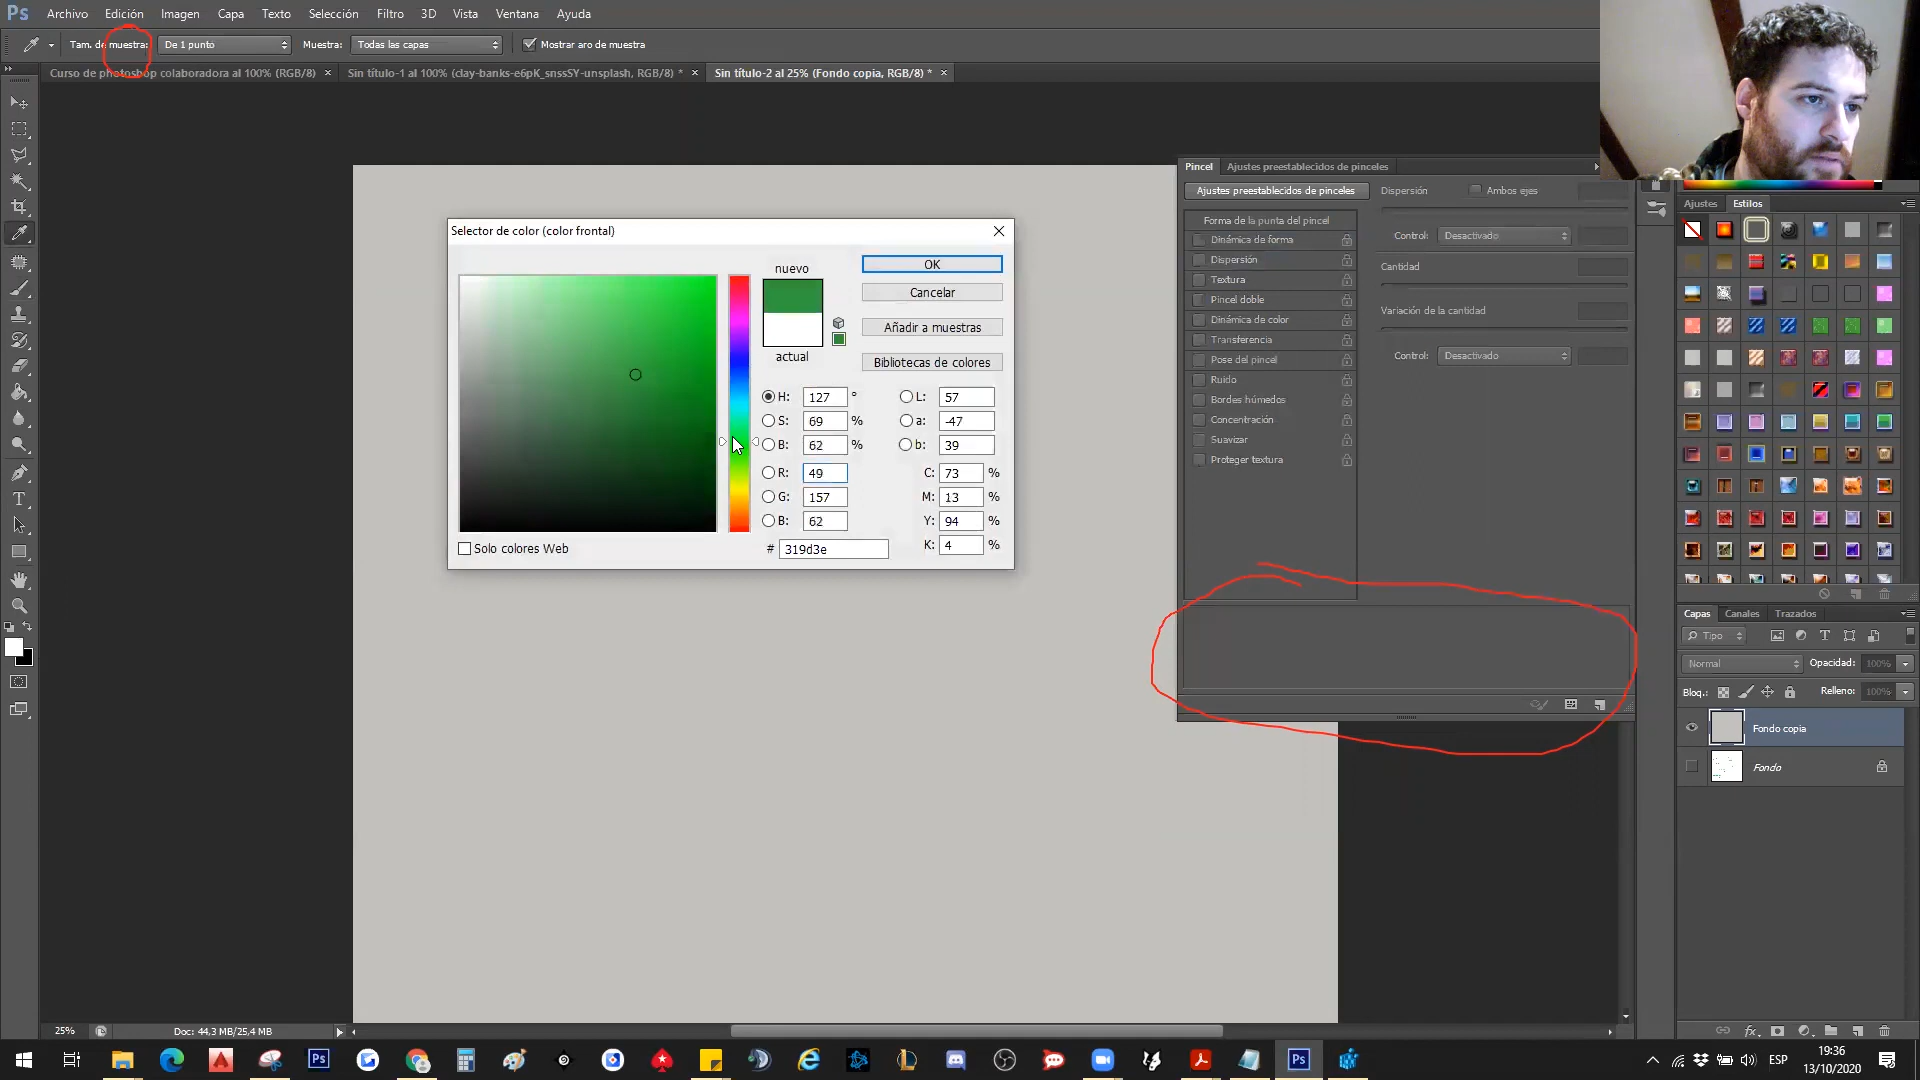 Ps Archivo Edición Imagen Capa Texto Selección Filtro 3D Vista Ventana Ayuda
Tam. de muestra: De 1 punto Muestra: Todas las capas Mostrar aro de muestra
Curso de photoshop colaboradora al 100% (RGB/8) × Sin título-1 al 100% (clay-banks-e6pK_snssSY-unsplash, RGB/8) * × Sin título-2 al 25% (Fondo copia, RGB/8) * ×
Pincel Ajustes preestablecidos de pinceles
Ajustes preestablecidos de pinceles Dispersión Ambos ejes
Forma de la punta del pincel
Dinámica de forma
Dispersión
Textura
Pincel doble
Dinámica de color
Transferencia
Pose del pincel
Ruido
Bordes húmedos
Concentración
Suavizar
Proteger textura
Control: Desactivado
Cantidad
Variación de la cantidad
Control: Desactivado
Selector de color (color frontal)
nuevo
actual
OK
Cancelar
Añadir a muestras
Bibliotecas de colores
H: 127 ° L: 57
S: 69 % a: -47
B: 62 % b: 39
R: 49 C: 73 %
G: 157 M: 13 %
B: 62 Y: 94 %
# 319d3e K: 4 %
Solo colores Web
Ajustes Estilos
Capas Canales Trazados
Tipo
Normal Opacidad: 100%
Bloq.: Relleno: 100%
Fondo copia
Fondo
25% Doc: 44,3 MB/25,4 MB
Ps
Ps
ESP
19:36
13/10/2020